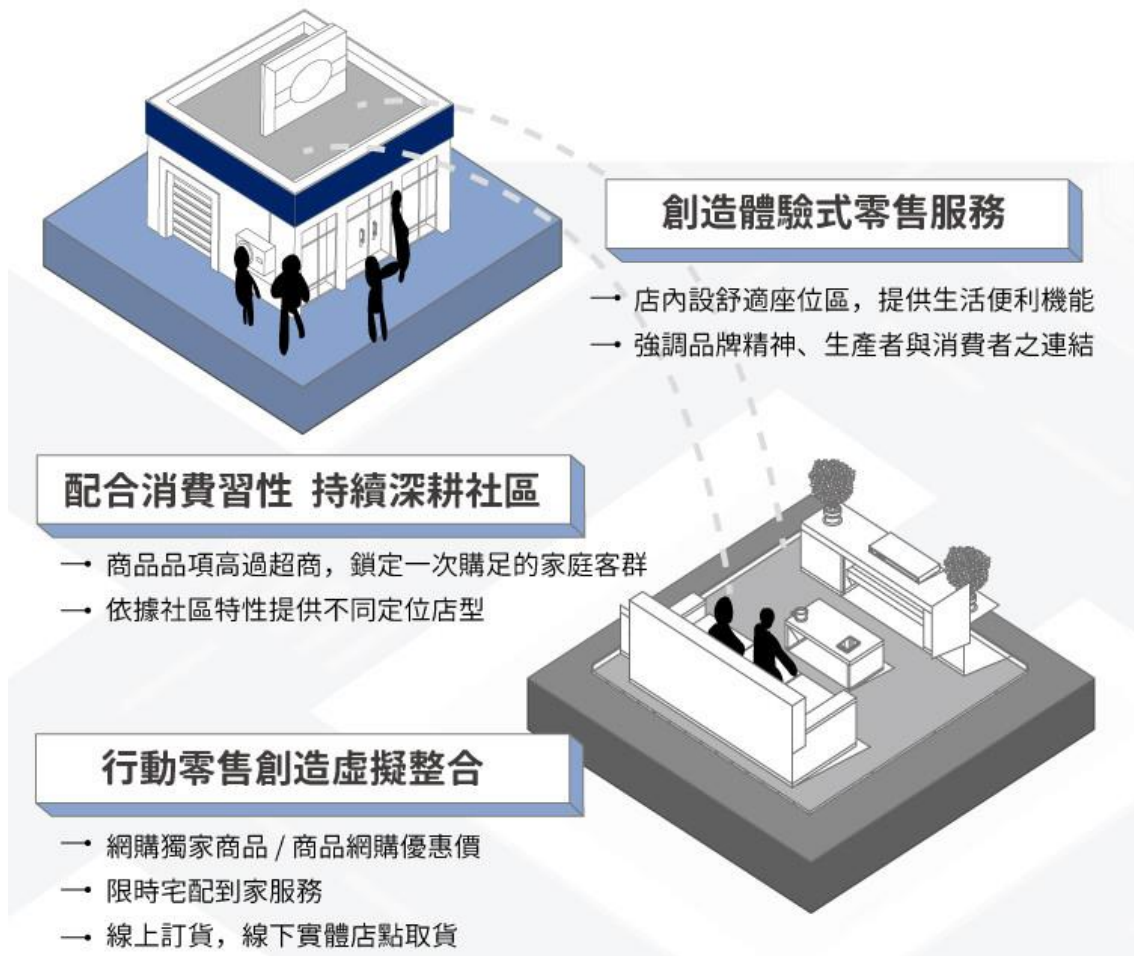 創造體驗式零售服務
店內設舒適座位區，提供生活便利機能
強調品牌精神、生產者與消費者之連結
配合消費習性 持續深耕社區
商品品項高過超商，鎖定一次購足的家庭客群
依據社區特性提供不同定位店型
行動零售創造虛擬整合
網購獨家商品 / 商品網購優惠價
限時宅配到家服務
線上訂貨，線下實體店點取貨